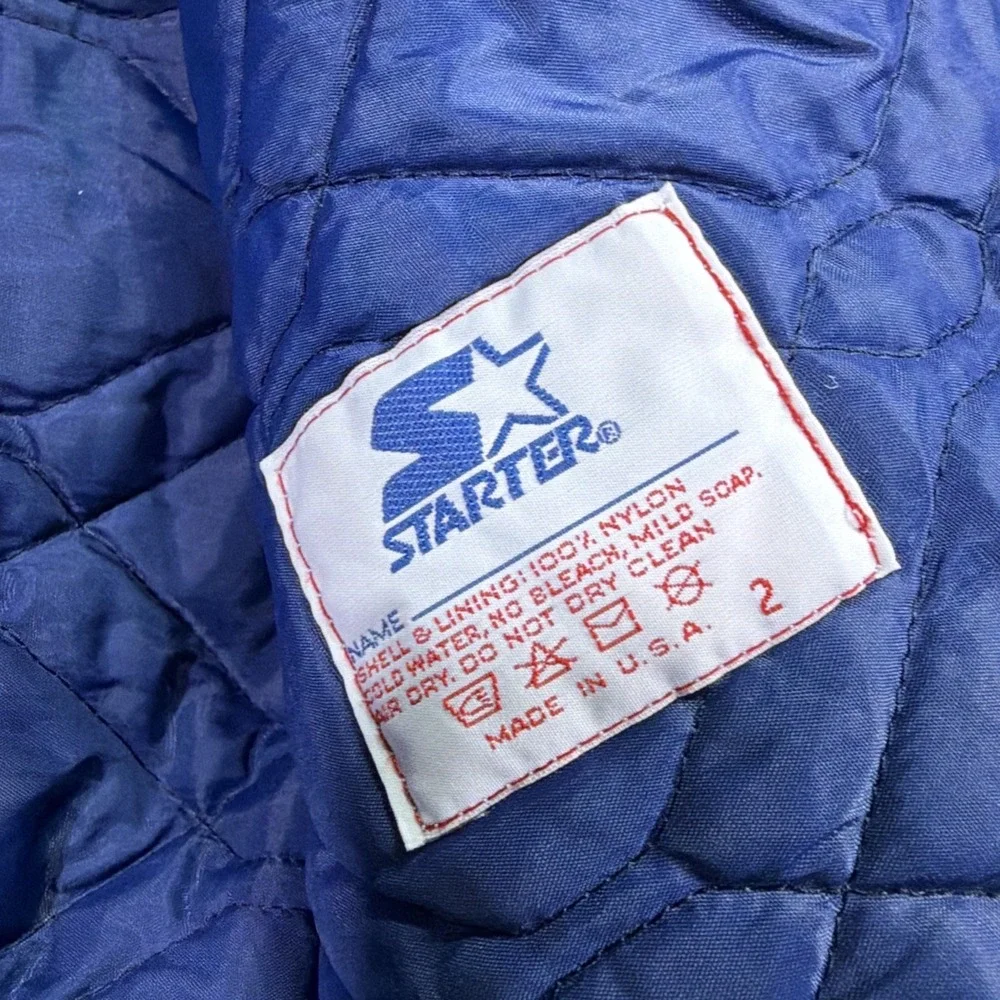 STARTER®
NAME
SHELL & LINING: 100% NYLON
COLD WATER, NO BLEACH, MILD SOAP.
AIR DRY. DO NOT DRY CLEAN
MADE IN U.S.A.
2